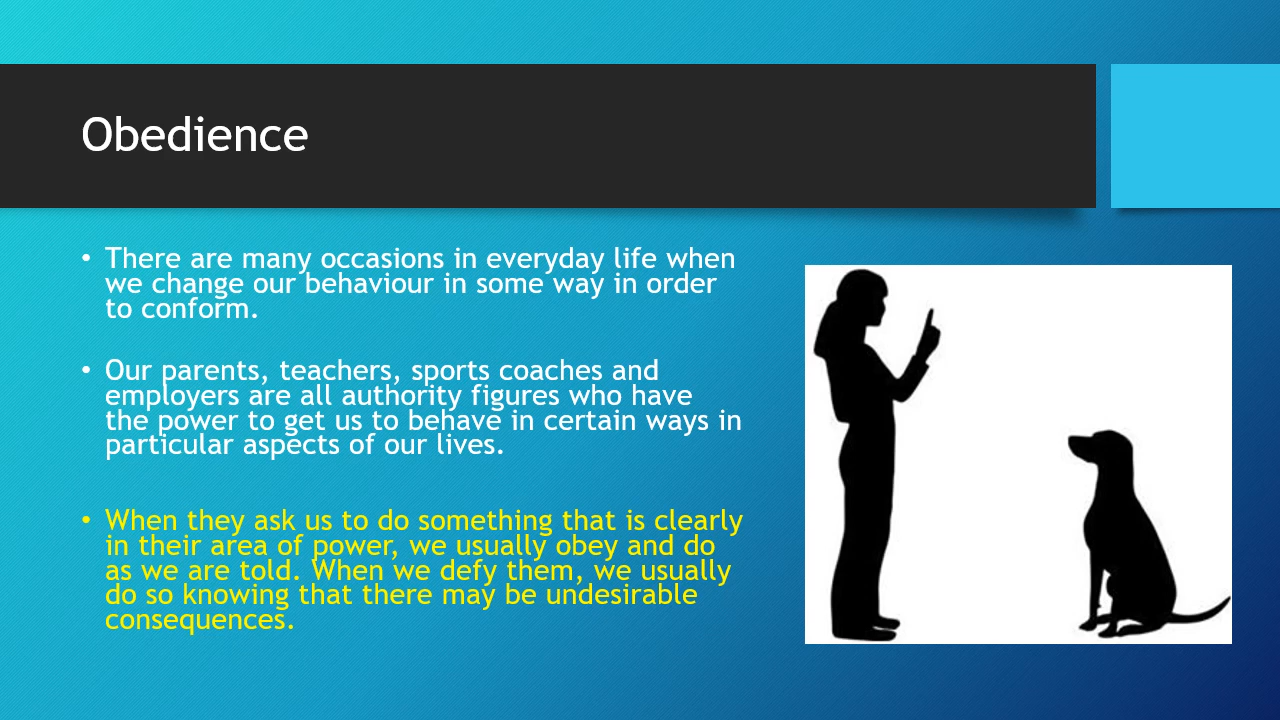 Obedience
• There are many occasions in everyday life when
we change our behaviour in some way in order
to conform.
• Our parents, teachers, sports coaches and
employers are all authority figures who have
the power to get us to behave in certain ways in
particular aspects of our lives.
• When they ask us to do something that is clearly
in their area of power, we usually obey and do
as we are told. When we defy them, we usually
do so knowing that there may be undesirable
consequences.